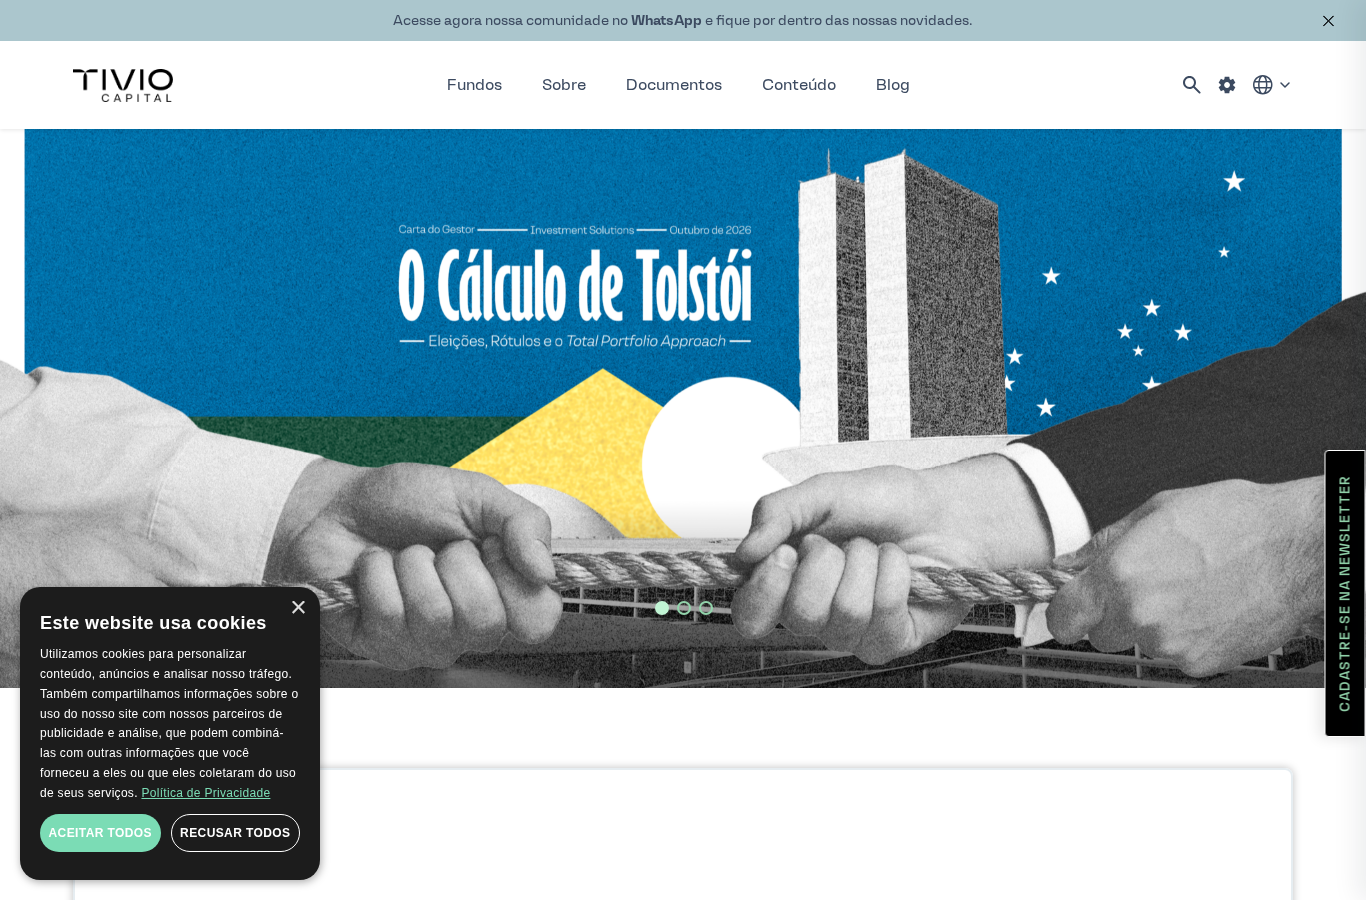 Acesse agora nossa comunidade no WhatsApp e fique por dentro das nossas novidades.
TIVIO
CAPITAL
Fundos
Sobre
Documentos
Conteúdo
Blog
Carta do Gestor
Investment Solutions
Outubro de 2026
O Cálculo de Tolstói
Eleições, Rótulos e o Total Portfolio Approach
CADASTRE-SE NA NEWSLETTER
Este website usa cookies
Utilizamos cookies para personalizar
conteúdo, anúncios e analisar nosso tráfego.
Também compartilhamos informações sobre o
uso do nosso site com nossos parceiros de
publicidade e análise, que podem combiná-
las com outras informações que você
forneceu a eles ou que eles coletaram do uso
de seus serviços. Política de Privacidade
ACEITAR TODOS
RECUSAR TODOS